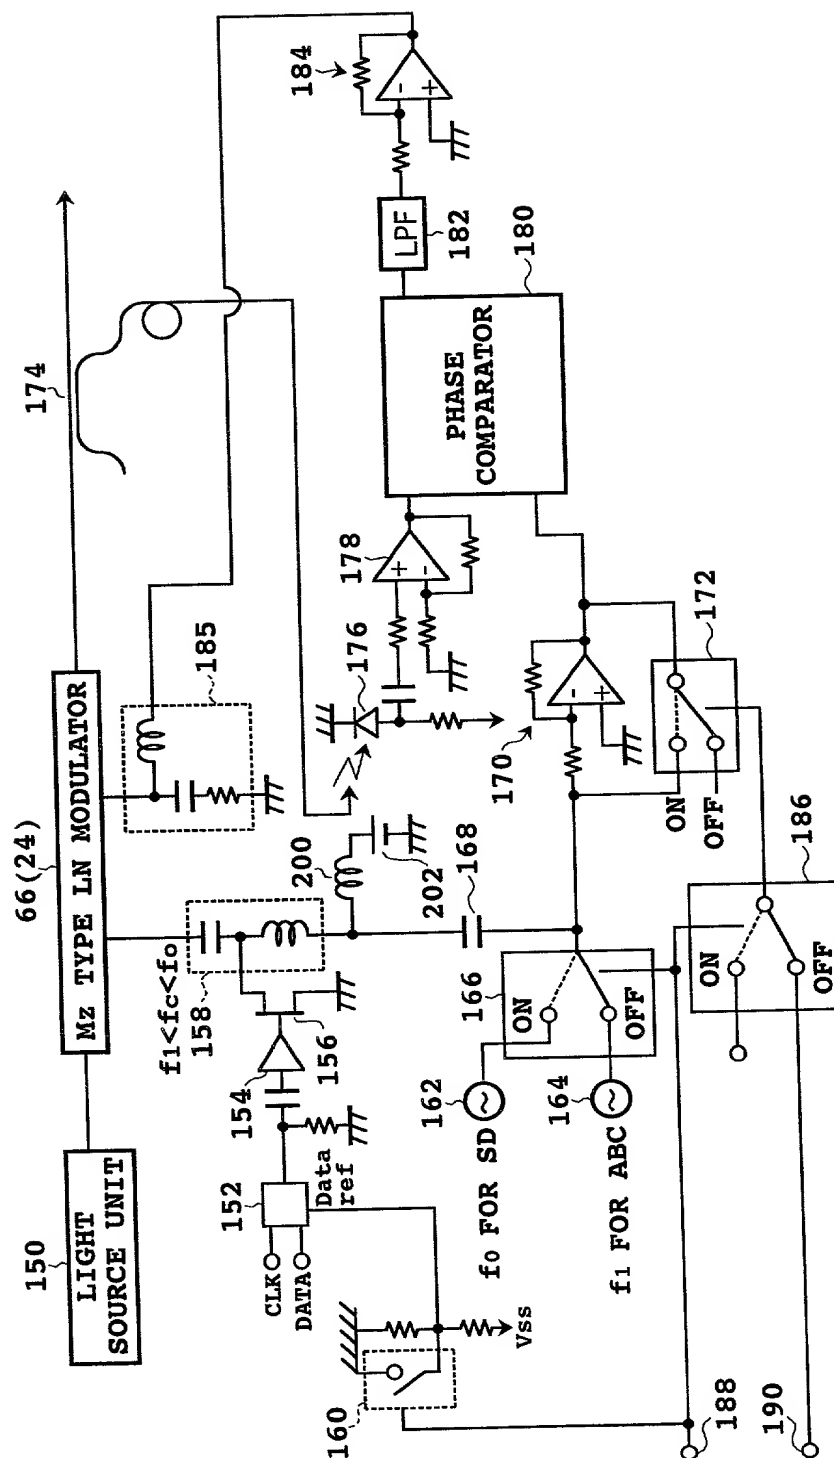 150
LIGHT
SOURCE UNIT
66(24)
Mz TYPE LN MODULATOR
174
185
f1<fc<f0
158
200
202
168
CLK
DATA
152
Data
ref
154
156
160
Vss
162
f0 FOR SD
164
f1 FOR ABC
166
ON
OFF
176
178
+
-
170
-
+
172
ON
OFF
PHASE
COMPARATOR
180
LPF
182
184
-
+
186
ON
OFF
188
190